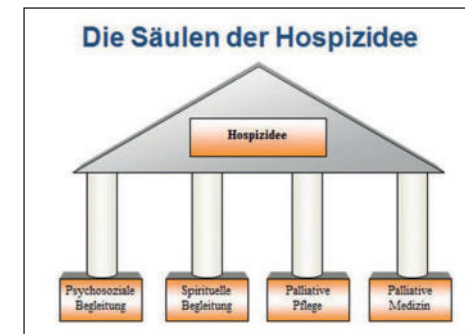 Die Säulen der Hospizidee
Hospizidee
Psychosoziale
Begleitung
Spirituelle
Begleitung
Palliative
Pflege
Palliative
Medizin